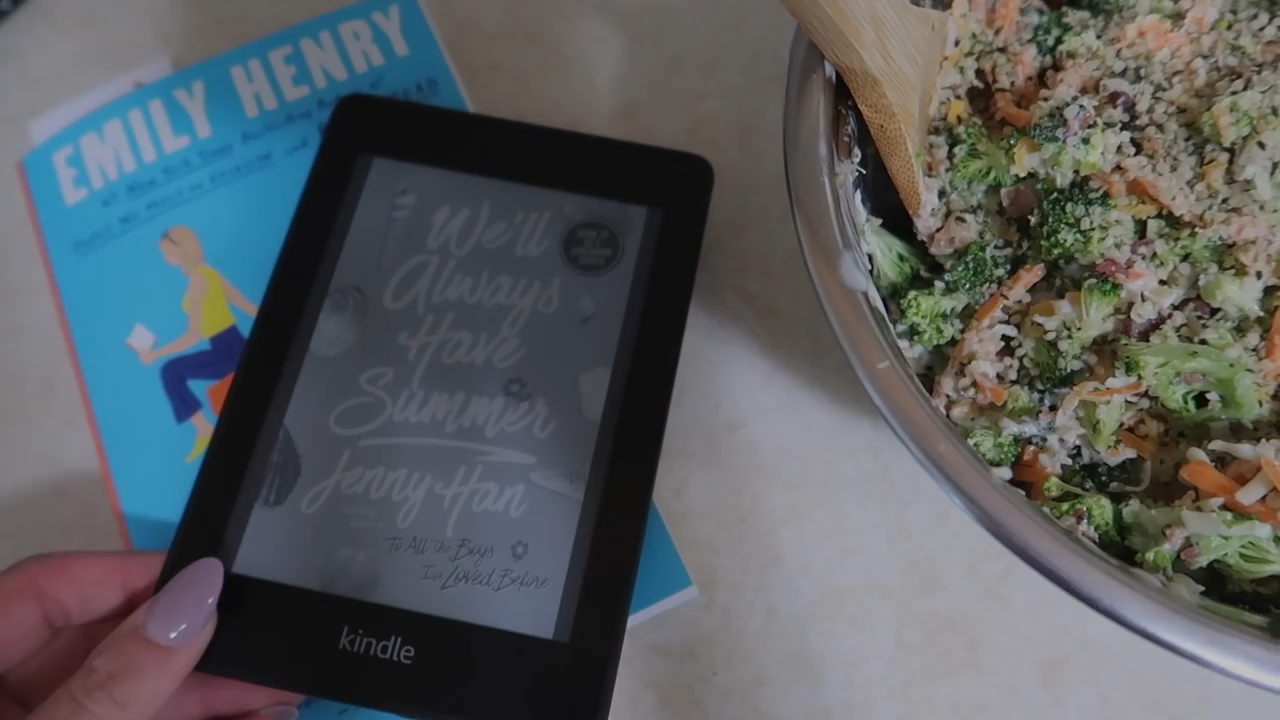 EMILY HENRY
We'll
Always
Have
Summer
Jenny Han
To All the Boys
I've Loved Before
kindle